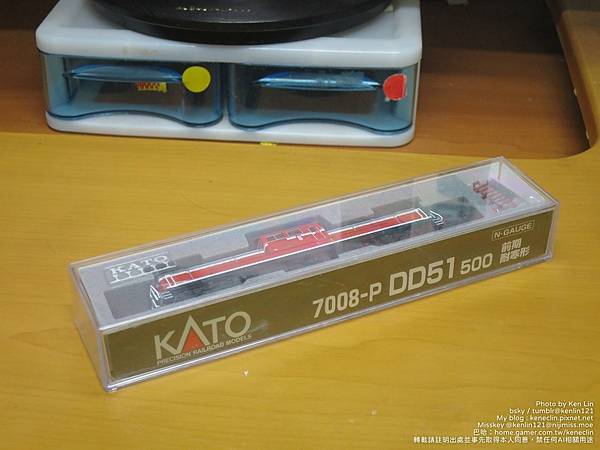 KATO
N-GAUGE
KATO
PRECISION RAILROAD MODELS
7008-P DD51 500
前期
耐寒形
Photo by Ken Lin
bsky / tumblr@kenlin121
My blog : keneclin.pixnet.net
Misskey @kenlin121@nijimiss.moe
巴哈：home.gamer.com.tw/keneclin
轉載請註明出處並事先取得本人同意，禁任何AI相關用途